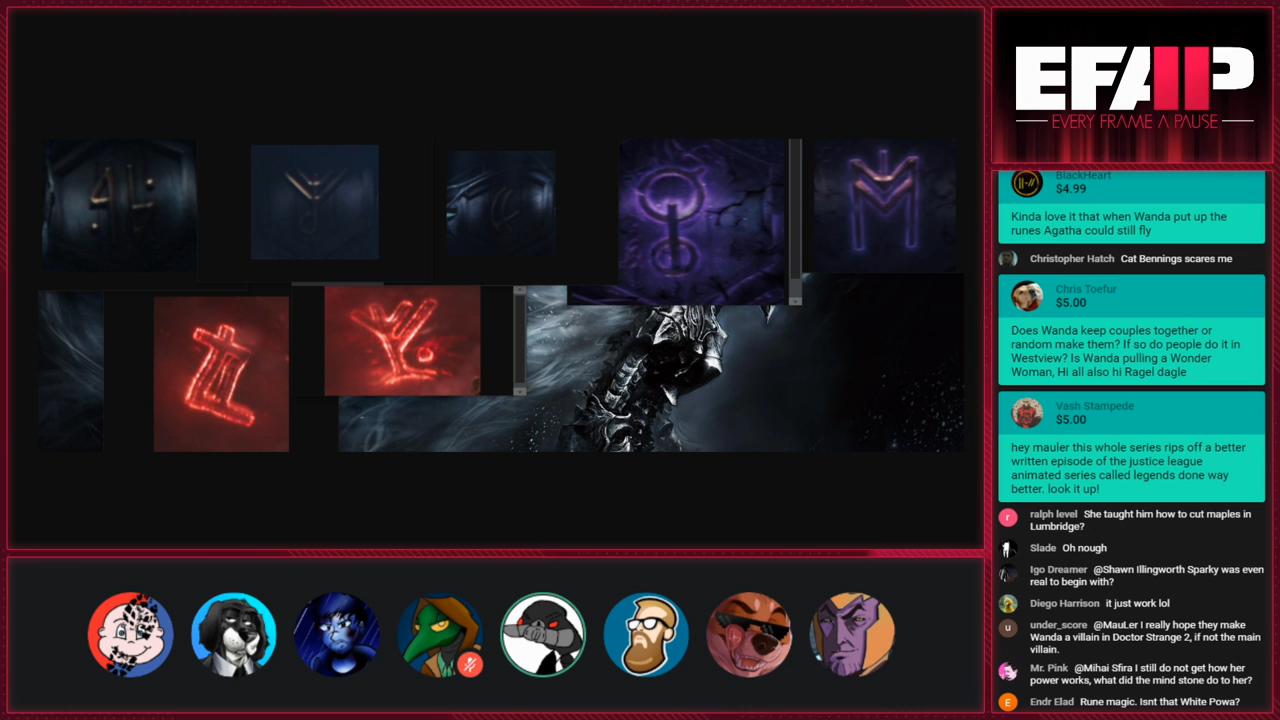 EFAP
EVERY FRAME A PAUSE
BlackHeart
$4.99
Kinda love it that when Wanda put up the
runes Agatha could still fly
Christopher Hatch Cat Bennings scares me
Chris Toefur
$5.00
Does Wanda keep couples together or
random make them? If so do people do it in
Westview? Is Wanda pulling a Wonder
Woman, Hi all also hi Ragel dagle
Vash Stampede
$5.00
hey mauler this whole series rips off a better
written episode of the justice league
animated series called legends done way
better. look it up!
r
ralph level She taught him how to cut maples in
Lumbridge?
Slade Oh nough
Igo Dreamer @Shawn Illingworth Sparky was even
real to begin with?
Diego Harrison it just work lol
u
under_score @MauLer I really hope they make
Wanda a villain in Doctor Strange 2, if not the main
villain.
Mr. Pink @Mihai Sfira I still do not get how her
power works, what did the mind stone do to her?
E
Endr Elad Rune magic. Isnt that White Powa?